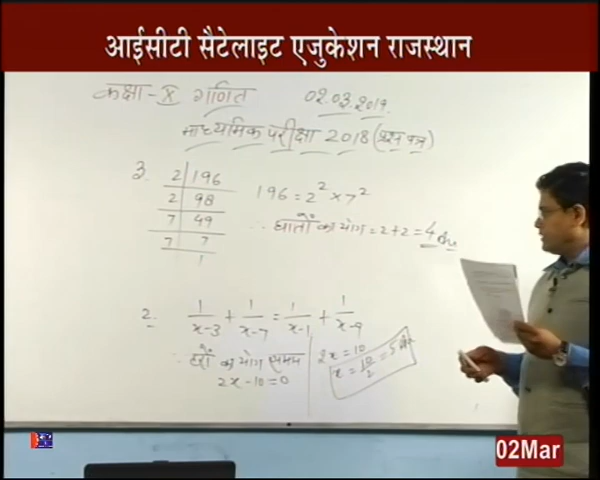 आईसीटी सैटेलाइट एजुकेशन राजस्थान
कक्षा-X गणित 02.03.2019
माध्यमिक परीक्षा 2018 (प्रश्न पत्र)
3. 2 | 196
2 | 98
7 | 49
7 | 7
1
196 = 2² × 7²
∴ घातों का योग = 2+2 = 4
2. 1/(x-3) + 1/(x-7) = 1/(x-1) + 1/(x-9)
∴ हरों का योग समान
2x - 10 = 0
2x = 10
x = 10/2 = 5
02Mar